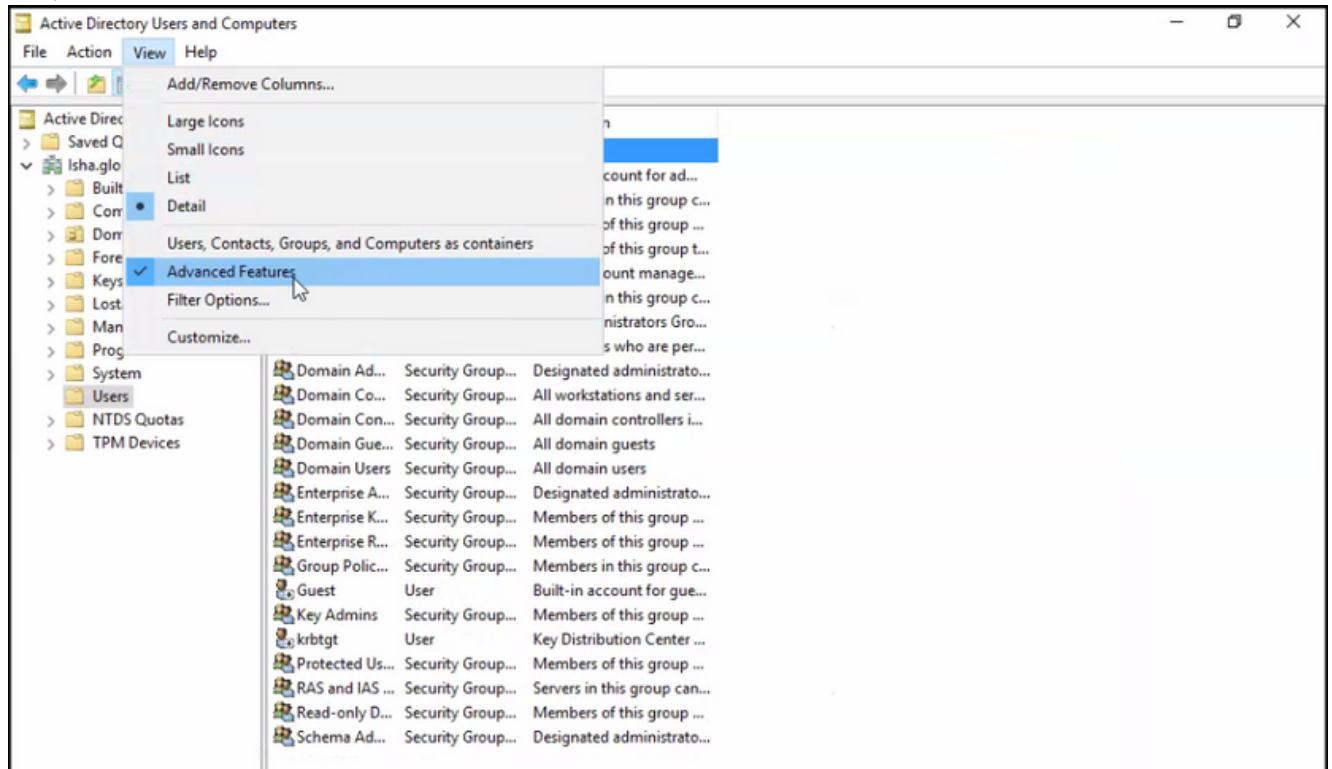 Active Directory Users and Computers
File Action View Help
Add/Remove Columns...
Large Icons
Small Icons
List
Detail
Users, Contacts, Groups, and Computers as containers
Advanced Features
Filter Options...
Customize...
Active Direc
Saved Q
Isha.glo
Built
Com
Dom
Fore
Keys
Lost
Man
Prog
System
Users
NTDS Quotas
TPM Devices
n
count for ad...
n this group c...
of this group ...
of this group t...
ount manage...
n this group c...
nistrators Gro...
s who are per...
Domain Ad... Security Group... Designated administrato...
Domain Co... Security Group... All workstations and ser...
Domain Con... Security Group... All domain controllers i...
Domain Gue... Security Group... All domain guests
Domain Users Security Group... All domain users
Enterprise A... Security Group... Designated administrato...
Enterprise K... Security Group... Members of this group ...
Enterprise R... Security Group... Members of this group ...
Group Polic... Security Group... Members in this group c...
Guest User Built-in account for gue...
Key Admins Security Group... Members of this group ...
krbtgt User Key Distribution Center ...
Protected Us... Security Group... Members of this group ...
RAS and IAS ... Security Group... Servers in this group can...
Read-only D... Security Group... Members of this group ...
Schema Ad... Security Group... Designated administrato...